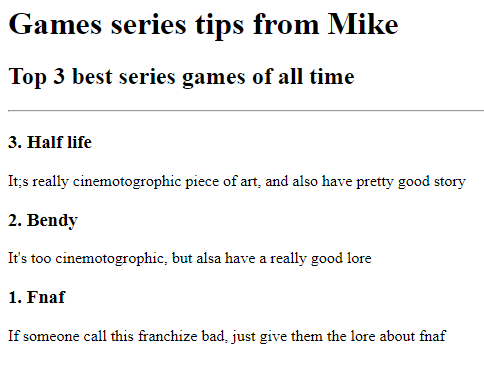 Games series tips from Mike
Top 3 best series games of all time
3. Half life
It;s really cinemotogrophic piece of art, and also have pretty good story
2. Bendy
It's too cinemotogrophic, but alsa have a really good lore
1. Fnaf
If someone call this franchize bad, just give them the lore about fnaf